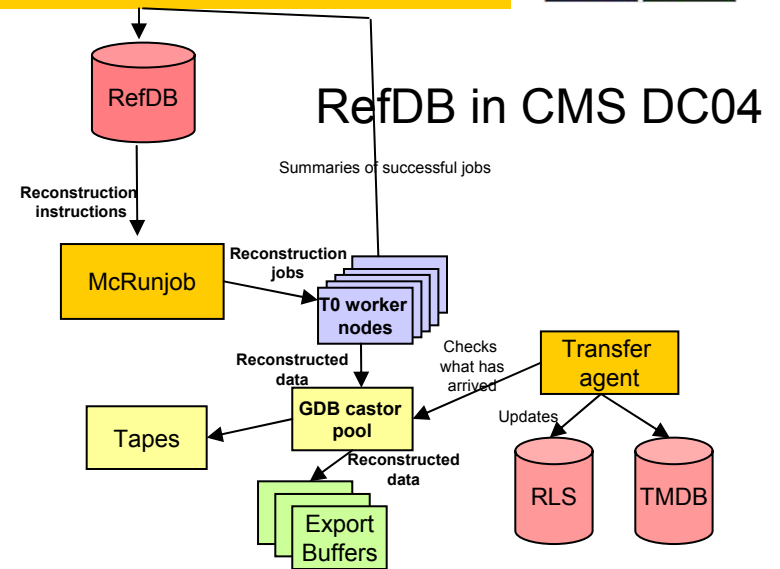 RefDB in CMS DC04
RefDB
Summaries of successful jobs
Reconstruction
instructions
McRunjob
Reconstruction
jobs
T0 worker
nodes
Checks
what has
arrived
Transfer
agent
Reconstructed
data
GDB castor
pool
Tapes
Updates
Reconstructed
data
Export
Buffers
RLS
TMDB